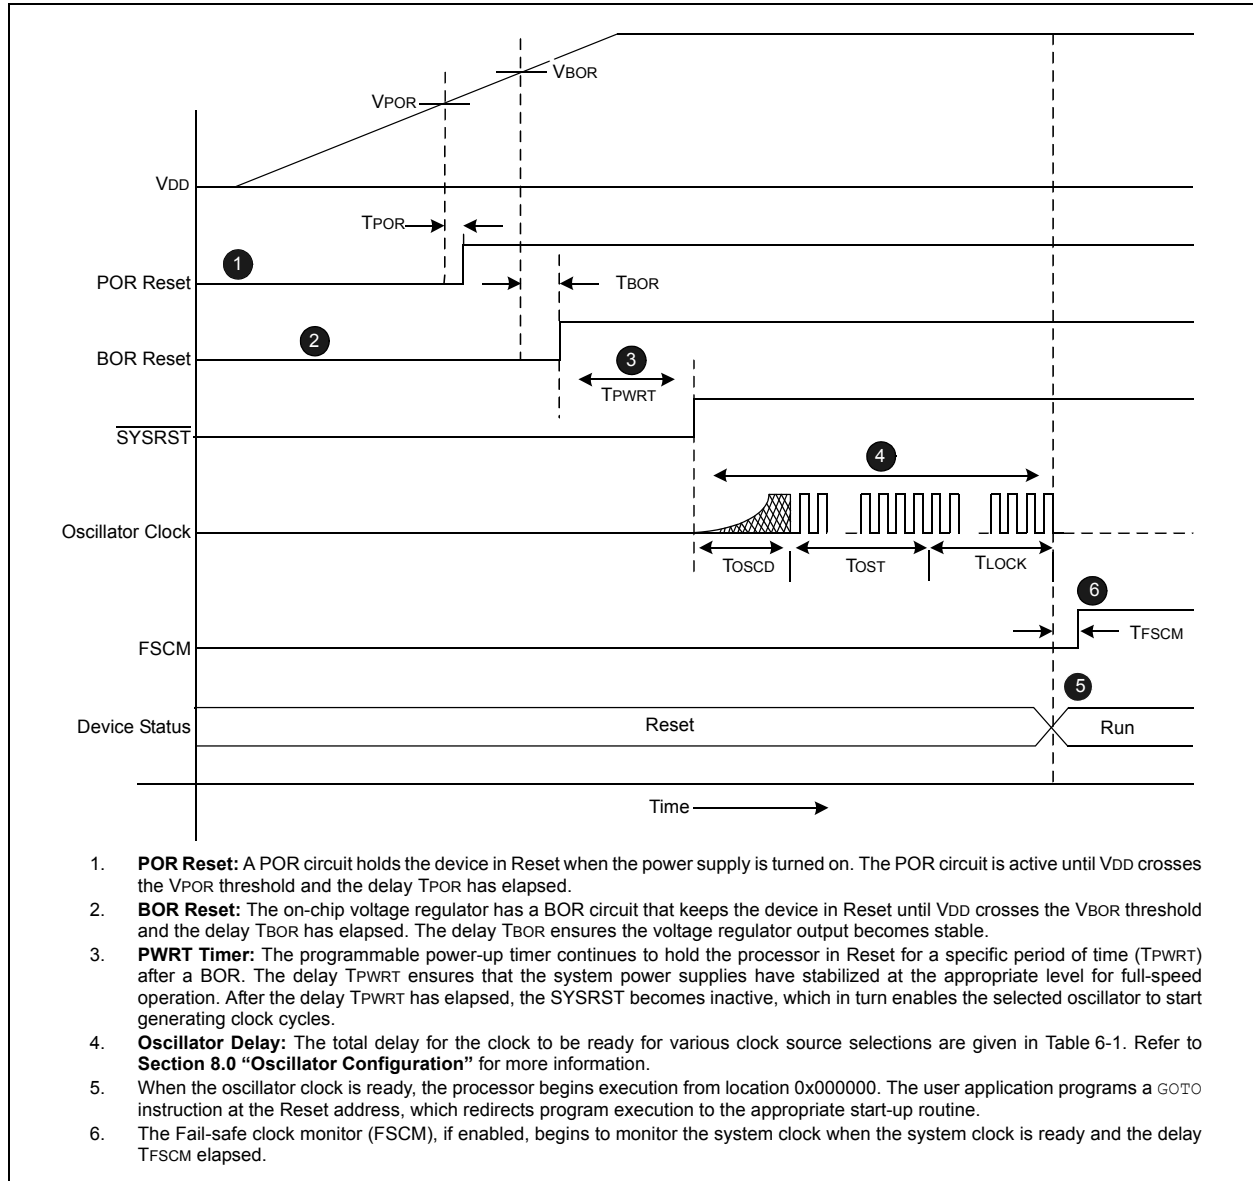 VBOR
VPOR
VDD
TPOR
1
POR Reset
TBOR
2
BOR Reset
3
TPWRT
SYSRST
4
Oscillator Clock
TOSCD
TOST
TLOCK
6
TFSCM
FSCM
5
Device Status
Reset
Run
Time
1. POR Reset: A POR circuit holds the device in Reset when the power supply is turned on. The POR circuit is active until VDD crosses
the VPOR threshold and the delay TPOR has elapsed.
2. BOR Reset: The on-chip voltage regulator has a BOR circuit that keeps the device in Reset until VDD crosses the VBOR threshold
and the delay TBOR has elapsed. The delay TBOR ensures the voltage regulator output becomes stable.
3. PWRT Timer: The programmable power-up timer continues to hold the processor in Reset for a specific period of time (TPWRT)
after a BOR. The delay TPWRT ensures that the system power supplies have stabilized at the appropriate level for full-speed
operation. After the delay TPWRT has elapsed, the SYSRST becomes inactive, which in turn enables the selected oscillator to start
generating clock cycles.
4. Oscillator Delay: The total delay for the clock to be ready for various clock source selections are given in Table 6-1. Refer to
Section 8.0 “Oscillator Configuration” for more information.
5. When the oscillator clock is ready, the processor begins execution from location 0x000000. The user application programs a GOTO
instruction at the Reset address, which redirects program execution to the appropriate start-up routine.
6. The Fail-safe clock monitor (FSCM), if enabled, begins to monitor the system clock when the system clock is ready and the delay
TFSCM elapsed.